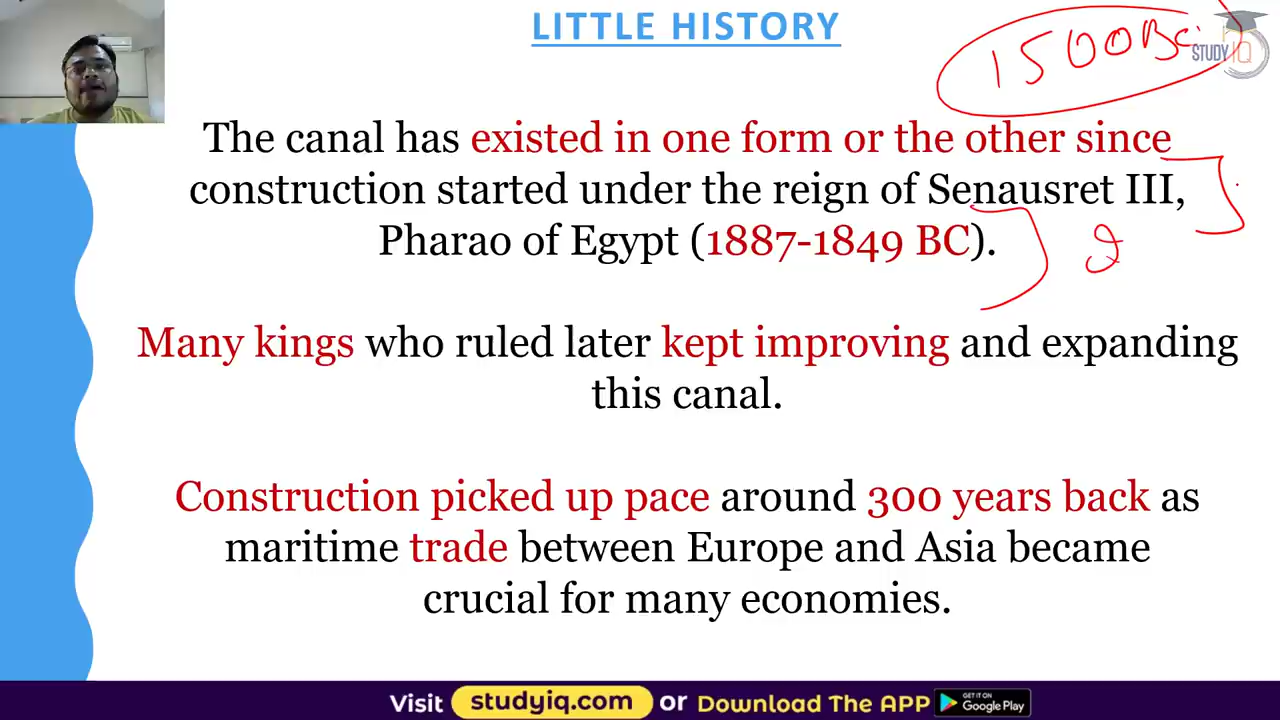 LITTLE HISTORY
1500BC
STUDY IQ
The canal has existed in one form or the other since
construction started under the reign of Senausret III,
Pharao of Egypt (1887-1849 BC).
Many kings who ruled later kept improving and expanding
this canal.
Construction picked up pace around 300 years back as
maritime trade between Europe and Asia became
crucial for many economies.
Visit studyiq.com or Download The APP GET IT ON Google Play